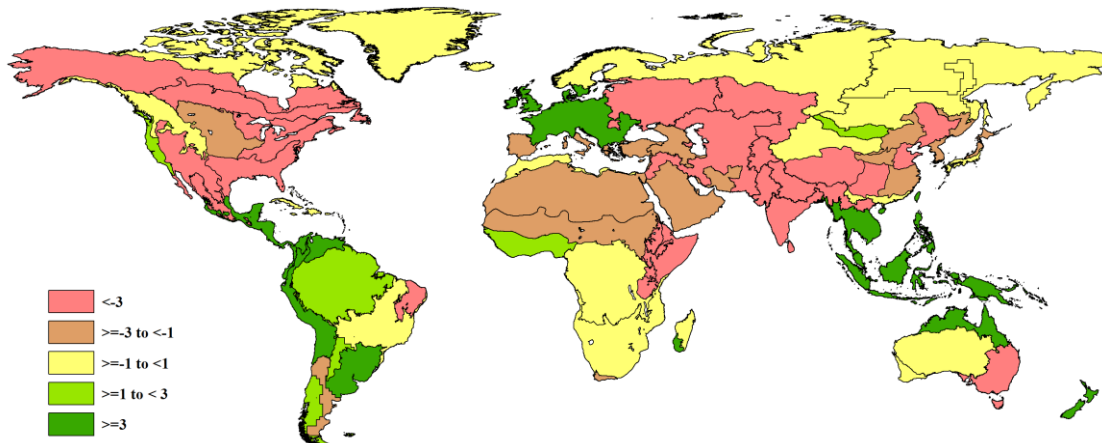 <-3
>=-3 to <-1
>=-1 to <1
>=1 to < 3
>=3